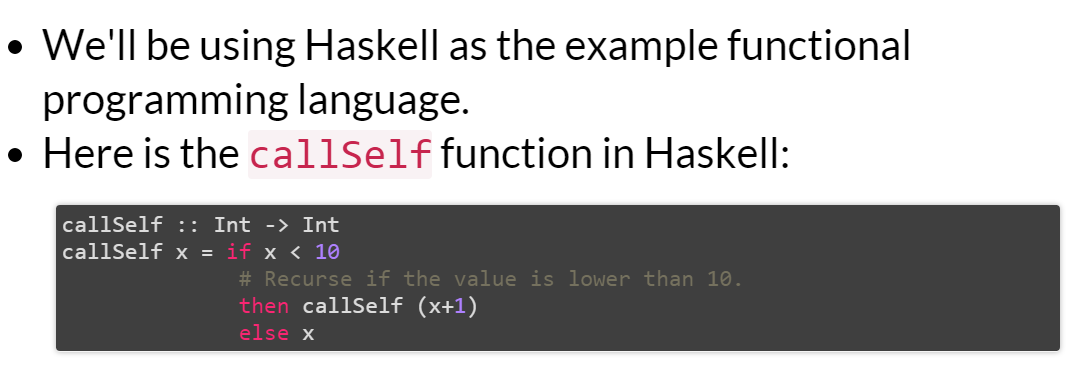 • We'll be using Haskell as the example functional
programming language.
• Here is the callSelf function in Haskell:
callSelf :: Int -> Int
callSelf x = if x < 10
# Recurse if the value is lower than 10.
then callSelf (x+1)
else x